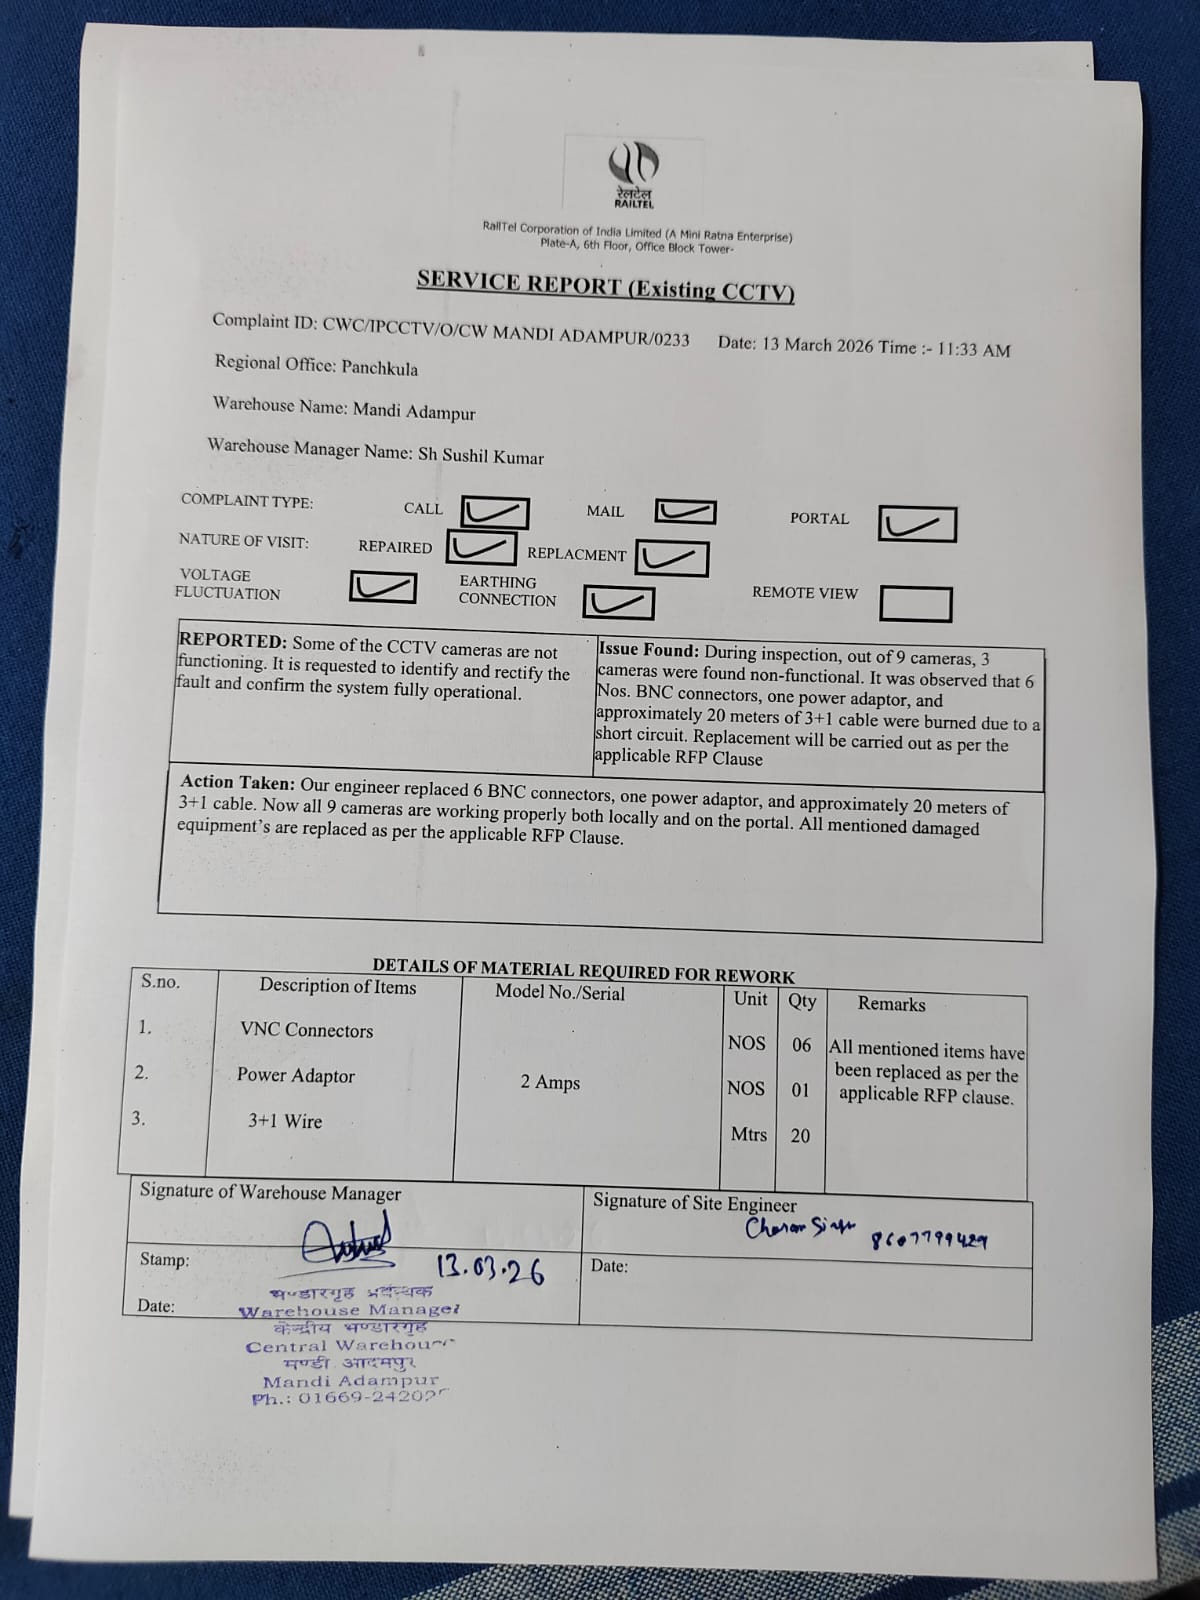 रेलटेल
RAILTEL
RailTel Corporation of India Limited (A Mini Ratna Enterprise)
Plate-A, 6th Floor, Office Block Tower-
SERVICE REPORT (Existing CCTV)
Complaint ID: CWC/IPCCTV/O/CW MANDI ADAMPUR/0233 Date: 13 March 2026 Time :- 11:33 AM
Regional Office: Panchkula
Warehouse Name: Mandi Adampur
Warehouse Manager Name: Sh Sushil Kumar
COMPLAINT TYPE: CALL MAIL PORTAL
NATURE OF VISIT: REPAIRED REPLACMENT
VOLTAGE
FLUCTUATION
EARTHING
CONNECTION
REMOTE VIEW
REPORTED: Some of the CCTV cameras are not
functioning. It is requested to identify and rectify the
fault and confirm the system fully operational.
Issue Found: During inspection, out of 9 cameras, 3
cameras were found non-functional. It was observed that 6
Nos. BNC connectors, one power adaptor, and
approximately 20 meters of 3+1 cable were burned due to a
short circuit. Replacement will be carried out as per the
applicable RFP Clause
Action Taken: Our engineer replaced 6 BNC connectors, one power adaptor, and approximately 20 meters of
3+1 cable. Now all 9 cameras are working properly both locally and on the portal. All mentioned damaged
equipment's are replaced as per the applicable RFP Clause.
DETAILS OF MATERIAL REQUIRED FOR REWORK
S.no. Description of Items Model No./Serial Unit Qty Remarks
1. VNC Connectors NOS 06
2. Power Adaptor 2 Amps NOS 01
3. 3+1 Wire Mtrs 20
All mentioned items have
been replaced as per the
applicable RFP clause.
Signature of Warehouse Manager
Signature of Site Engineer
Charan Singh 8607799429
Stamp:
13.03.26
Date:
Date:
भण्डारगृह प्रबन्धक
Warehouse Manager
केन्द्रीय भण्डारगृह
Central Warehouse
मण्डी आदमपुर
Mandi Adampur
Ph.: 01669-24202